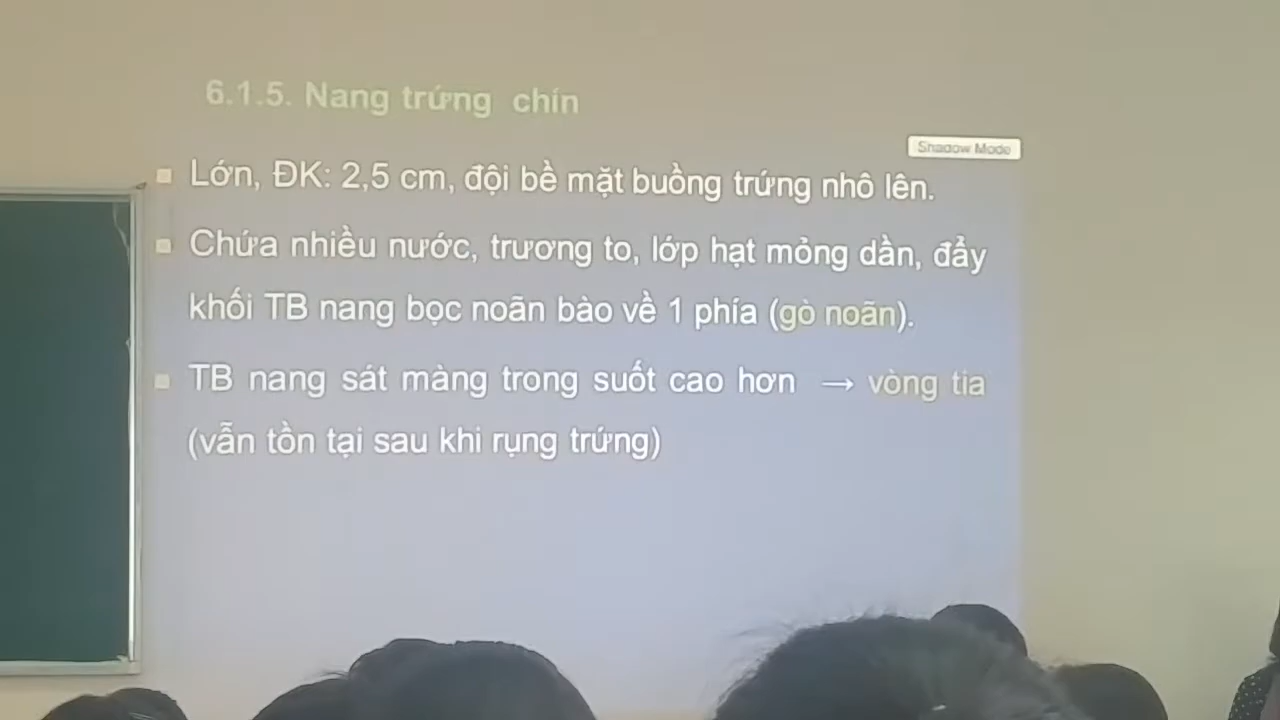 6.1.5. Nang trứng chín
Shadow Mode
Lớn, ĐK: 2,5 cm, đội bề mặt buồng trứng nhô lên.
Chứa nhiều nước, trương to, lớp hạt mỏng dần, đẩy
khối TB nang bọc noãn bào về 1 phía (gò noãn).
TB nang sát màng trong suốt cao hơn → vòng tia
(vẫn tồn tại sau khi rụng trứng)